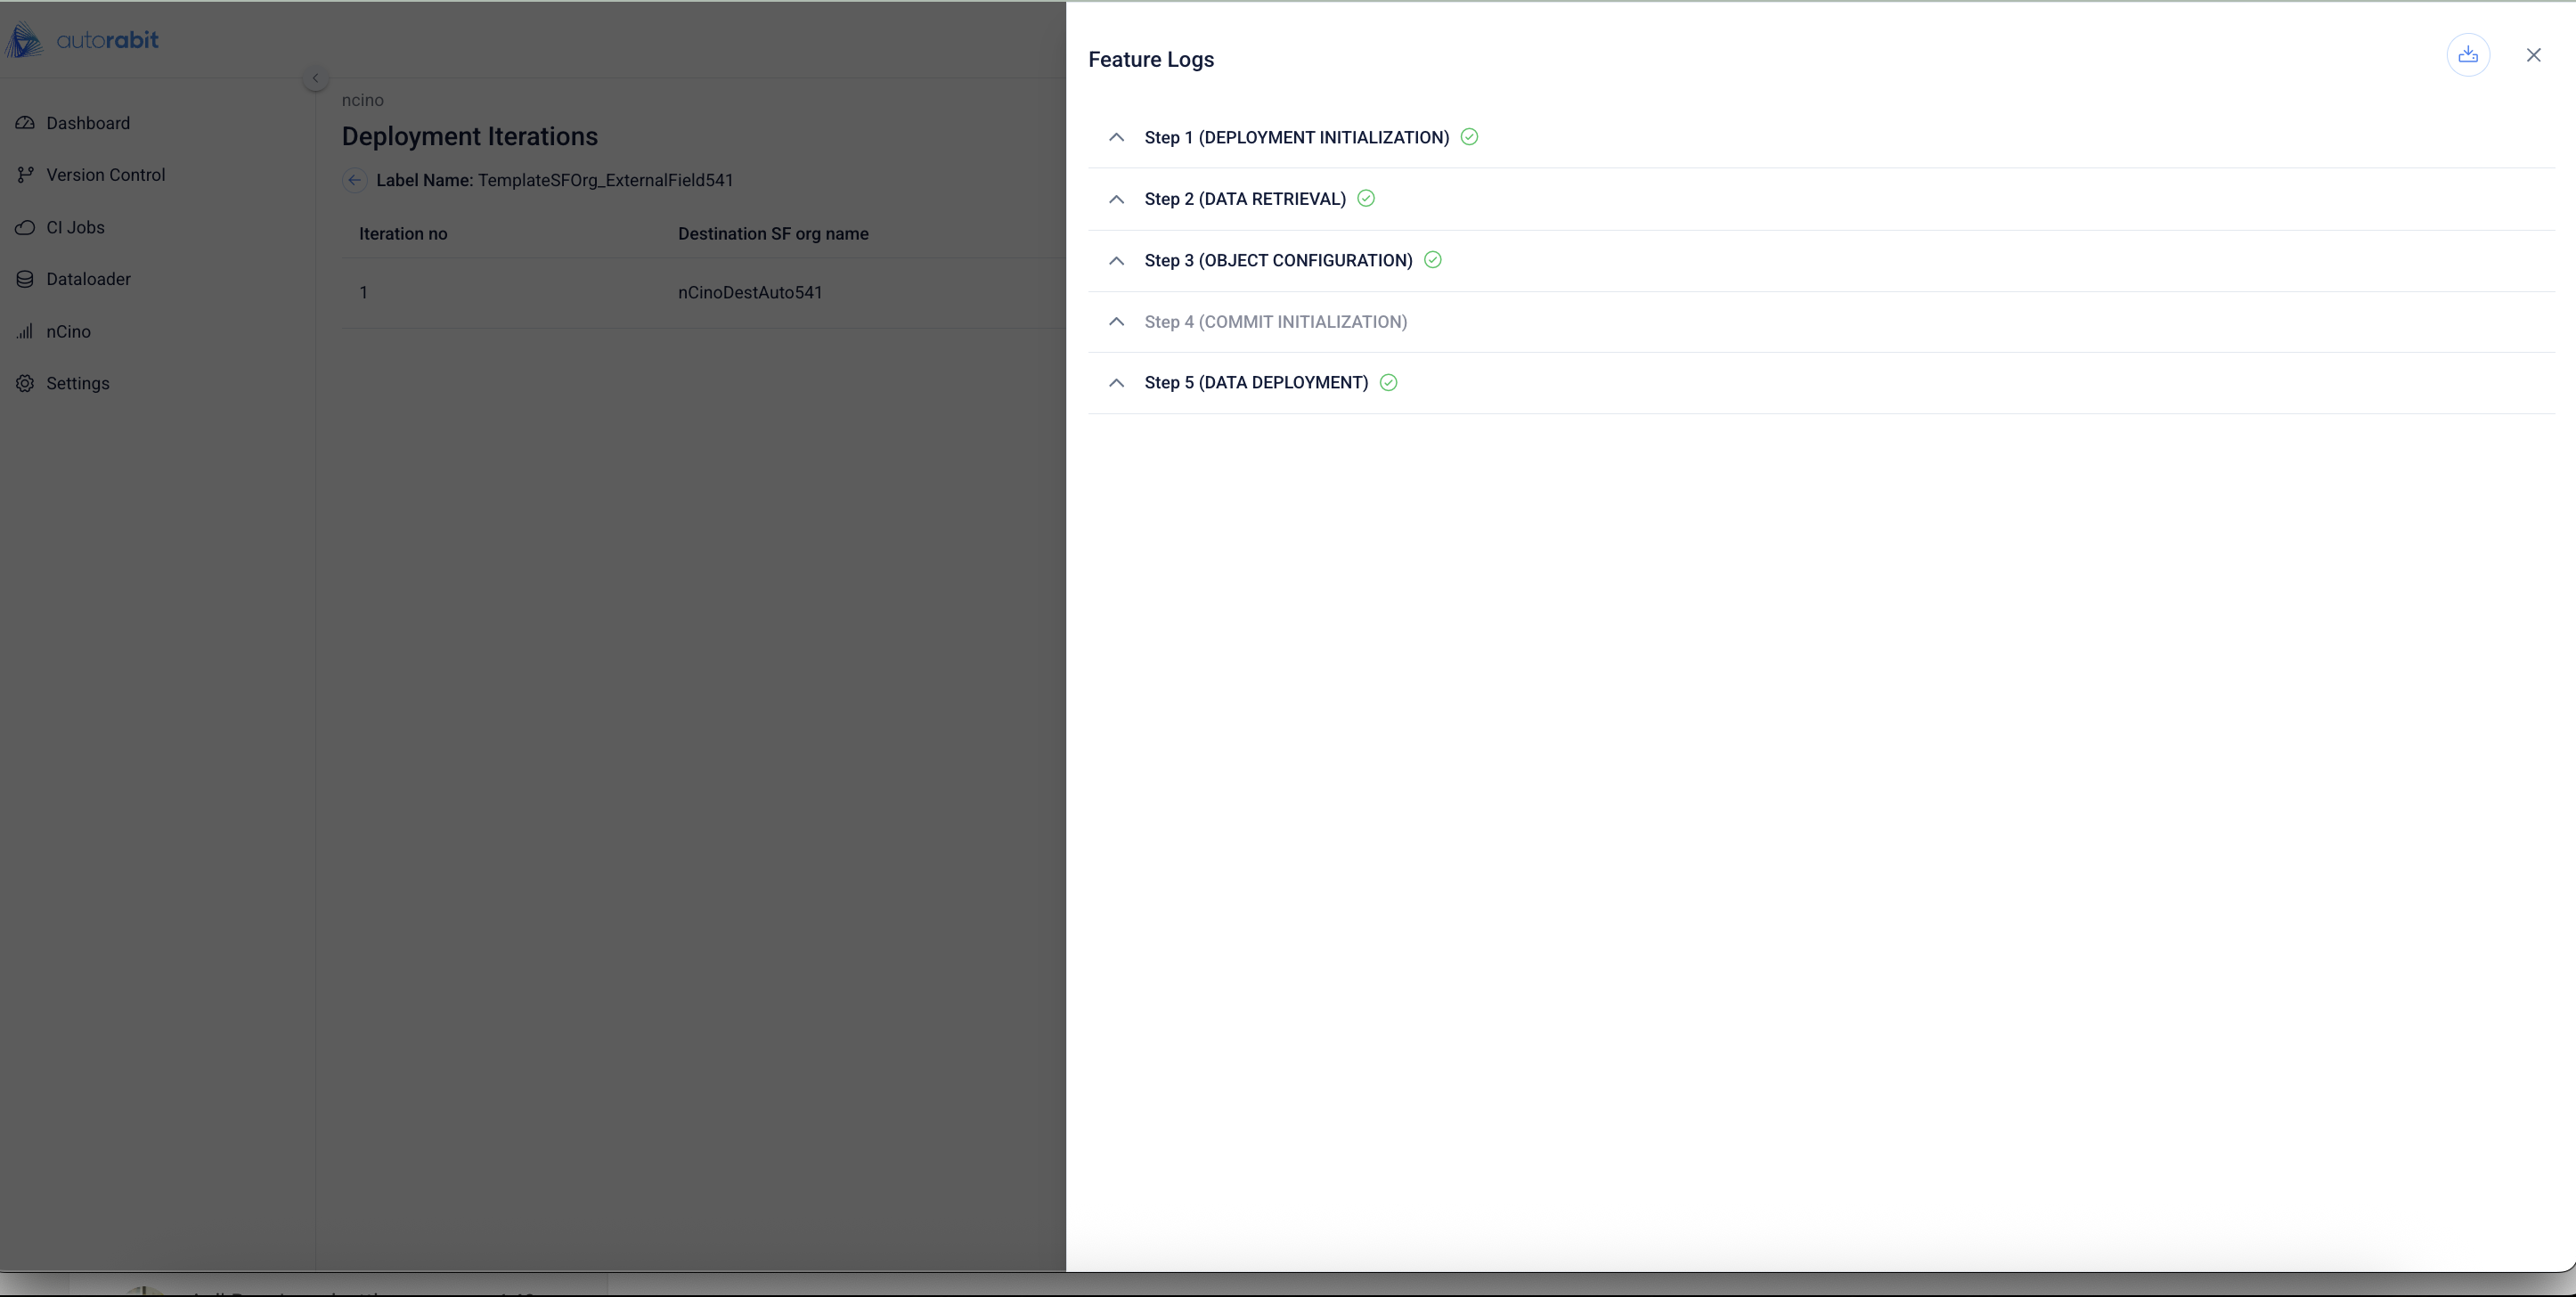 autorabit
Dashboard
Version Control
CI Jobs
Dataloader
nCino
Settings
ncino
Deployment Iterations
Label Name: TemplateSFOrg_ExternalField541
Iteration no Destination SF org name
1 nCinoDestAuto541
Feature Logs
Step 1 (DEPLOYMENT INITIALIZATION)
Step 2 (DATA RETRIEVAL)
Step 3 (OBJECT CONFIGURATION)
Step 4 (COMMIT INITIALIZATION)
Step 5 (DATA DEPLOYMENT)